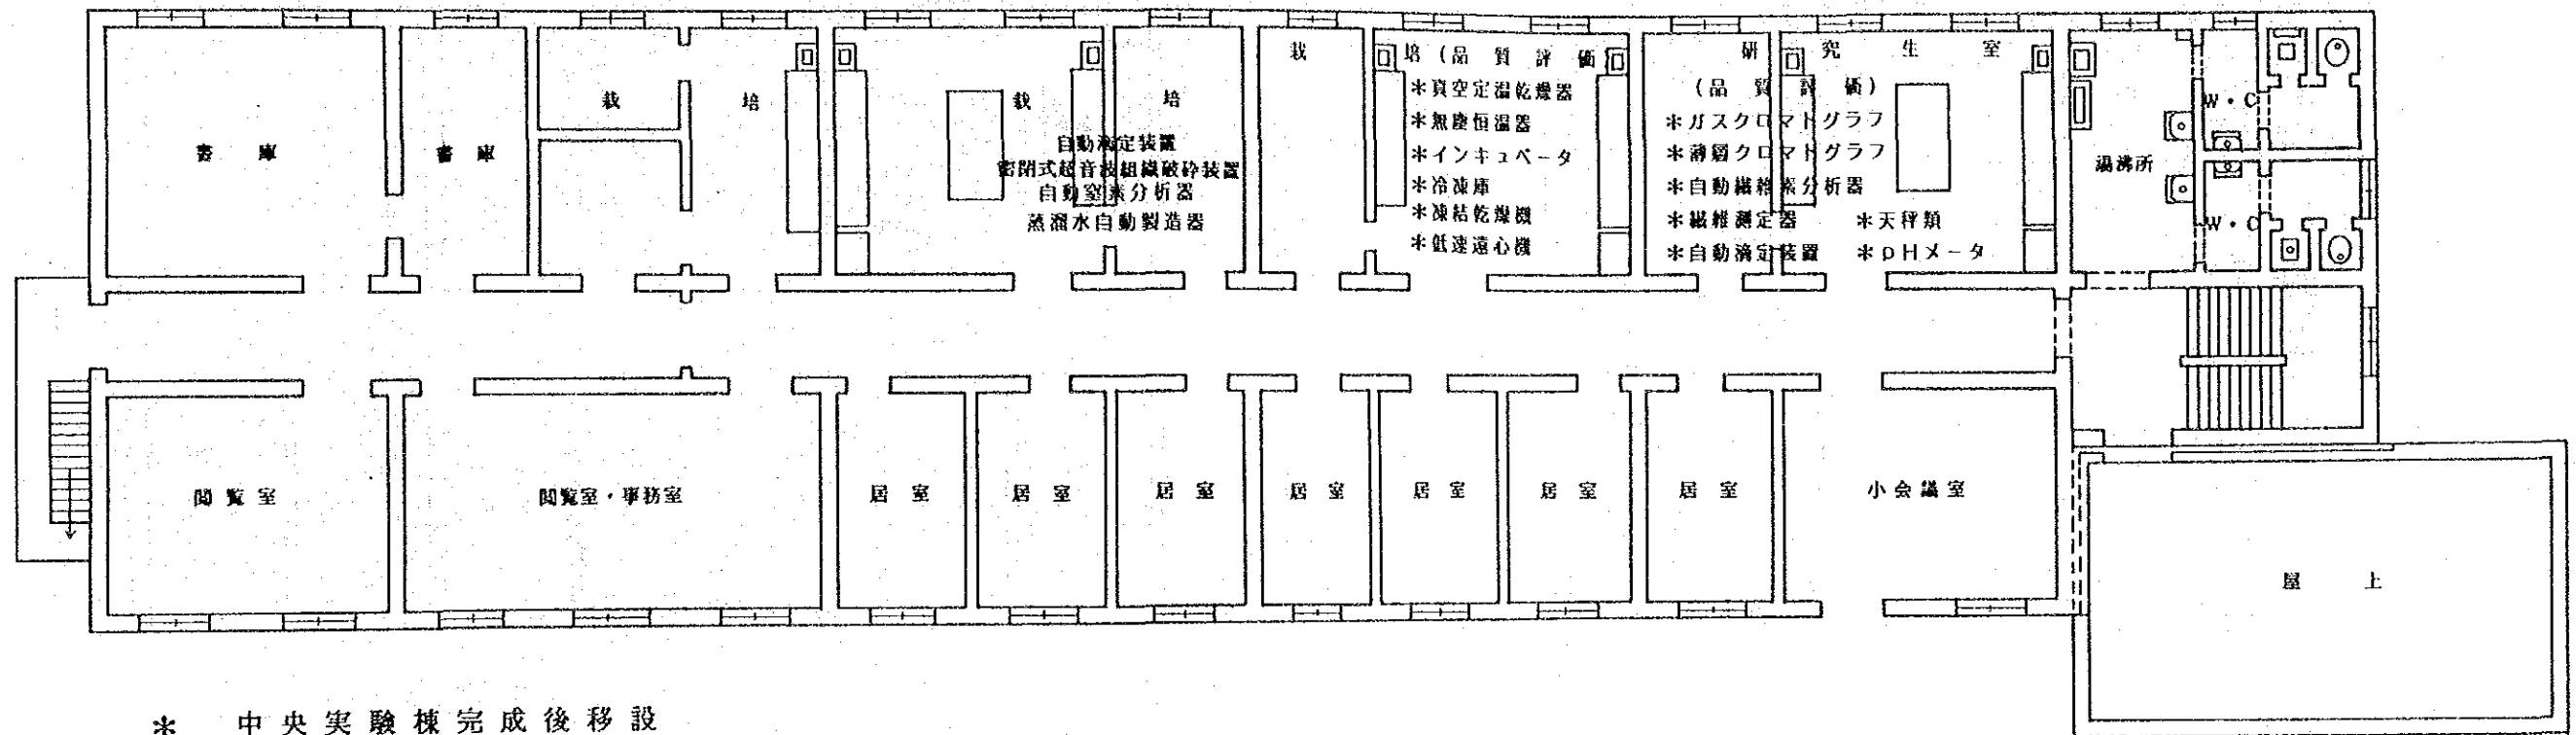 書庫
書庫
栽培
栽培
自動滴定装置
密閉式超音波組織破砕装置
自動窒素分析器
蒸溜水自動製造器
栽培(品質評価)
*真空定温乾燥器
*無塵恒温器
*インキュベータ
*冷凍庫
*凍結乾燥機
*低速遠心機
研究生室
(品質評価)
*ガスクロマトグラフ
*薄層クロマトグラフ
*自動繊維素分析器
*繊維測定器 *天秤類
*自動滴定装置 *pHメータ
湯沸所
W・C
W・C
閲覧室
閲覧室・事務室
居室
居室
居室
居室
居室
居室
居室
小会議室
屋上
* 中央実験棟完成後移設